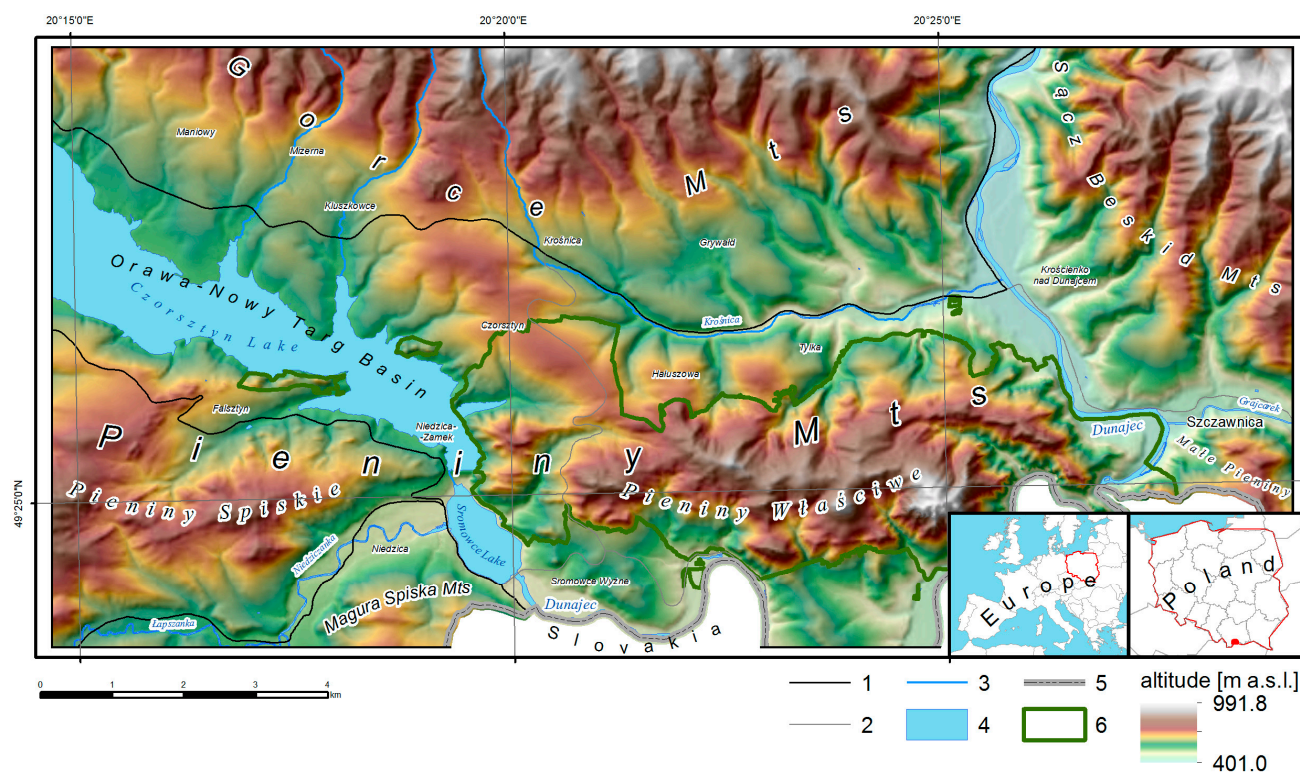 20°15'0"E
20°20'0"E
20°25'0"E
49°25'0"N
Gorce Mts
Sącz Beskid Mts
Maniowy
Mizerna
Kluszkowce
Krośnica
Grywałd
Krościenko
nad Dunajcem
Orawa-Nowy Targ Basin
Czorsztyn Lake
Czorsztyn
Krośnica
Tylka
Hałuszowa
Falsztyn
Niedzica-
-Zamek
Grajcarek
Szczawnica
Dunajec
Małe Pieniny
Pieniny Mts
Pieniny Spiskie
Pieniny Właściwe
Sromowce Lake
Niedziczanka
Niedzica
Sromowce Wyżne
Magura Spiska Mts
Dunajec
Łapszanka
Slovakia
Europe
Poland
0 1 2 3 4
km
1
2
3
4
5
6
altitude [m a.s.l.]
991.8
401.0